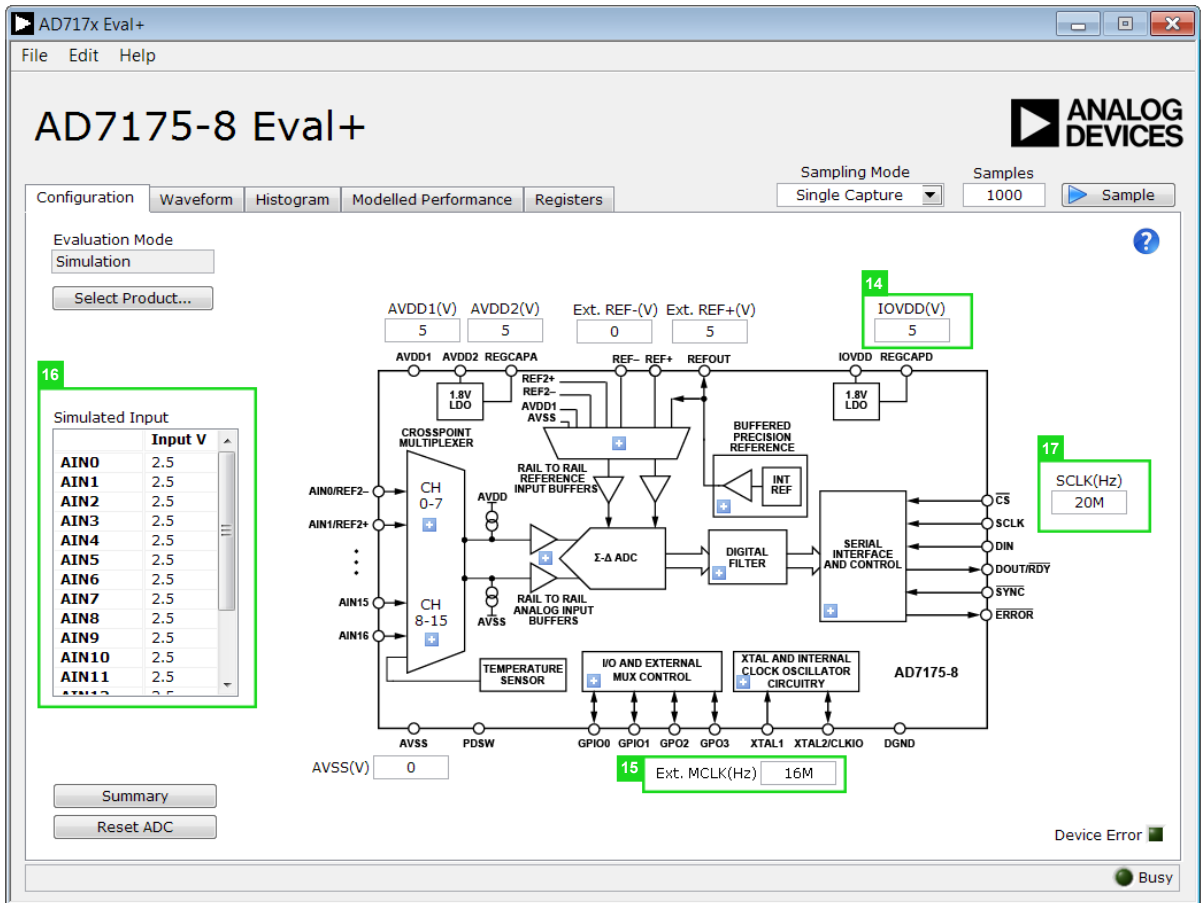 AD717x Eval+
File Edit Help
AD7175-8 Eval+
ANALOG
DEVICES
Sampling Mode Samples
Configuration Waveform Histogram Modelled Performance Registers
Single Capture 1000 Sample
Evaluation Mode
Simulation
Select Product...
14
AVDD1(V) AVDD2(V) Ext. REF-(V) Ext. REF+(V) IOVDD(V)
5 5 0 5 5
AVDD1 AVDD2 REGCAPA REF– REF+ REFOUT IOVDD REGCAPD
16
REF2+
REF2–
AVDD1
AVSS
1.8V
LDO
1.8V
LDO
Simulated Input
Input V
AIN0 2.5
AIN1 2.5
AIN2 2.5
AIN3 2.5
AIN4 2.5
AIN5 2.5
AIN6 2.5
AIN7 2.5
AIN8 2.5
AIN9 2.5
AIN10 2.5
AIN11 2.5
AIN12 2.5
CROSSPOINT
MULTIPLEXER
BUFFERED
PRECISION
REFERENCE
INT
REF
RAIL TO RAIL
REFERENCE
INPUT BUFFERS
17
SCLK(Hz)
20M
AIN0/REF2–
AIN1/REF2+
CH
0-7
AVDD
Σ-Δ ADC
DIGITAL
FILTER
SERIAL
INTERFACE
AND CONTROL
CS
SCLK
DIN
DOUT/RDY
SYNC
ERROR
AIN15
AIN16
CH
8-15
AVSS
RAIL TO RAIL
ANALOG INPUT
BUFFERS
TEMPERATURE
SENSOR
I/O AND EXTERNAL
MUX CONTROL
XTAL AND INTERNAL
CLOCK OSCILLATOR
CIRCUITRY
AD7175-8
AVSS PDSW GPIO0 GPIO1 GPO2 GPO3 XTAL1 XTAL2/CLKIO DGND
AVSS(V) 0
15 Ext. MCLK(Hz) 16M
Summary
Reset ADC
Device Error
Busy